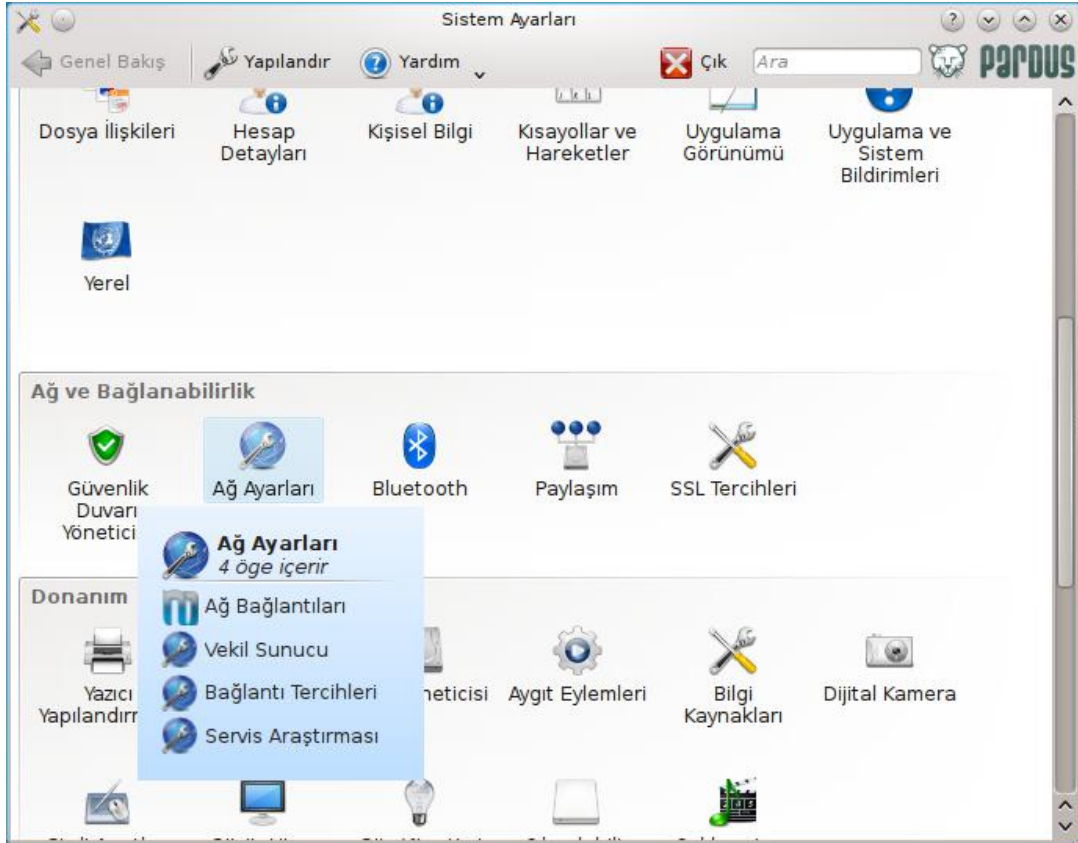 Sistem Ayarları
Genel Bakış
Yapılandır
Yardım
Çık
Ara
PARDUS
Dosya İlişkileri
Hesap
Detayları
Kişisel Bilgi
Kısayollar ve
Hareketler
Uygulama
Görünümü
Uygulama ve
Sistem
Bildirimleri
Yerel
Ağ ve Bağlanabilirlik
Güvenlik
Duvarı
Yönetici
Ağ Ayarları
Bluetooth
Paylaşım
SSL Tercihleri
Ağ Ayarları
4 öge içerir
Ağ Bağlantıları
Vekil Sunucu
Bağlantı Tercihleri
Servis Araştırması
Donanım
Yazıcı
Yapılandırm
neticisi
Aygıt Eylemleri
Bilgi
Kaynakları
Dijital Kamera